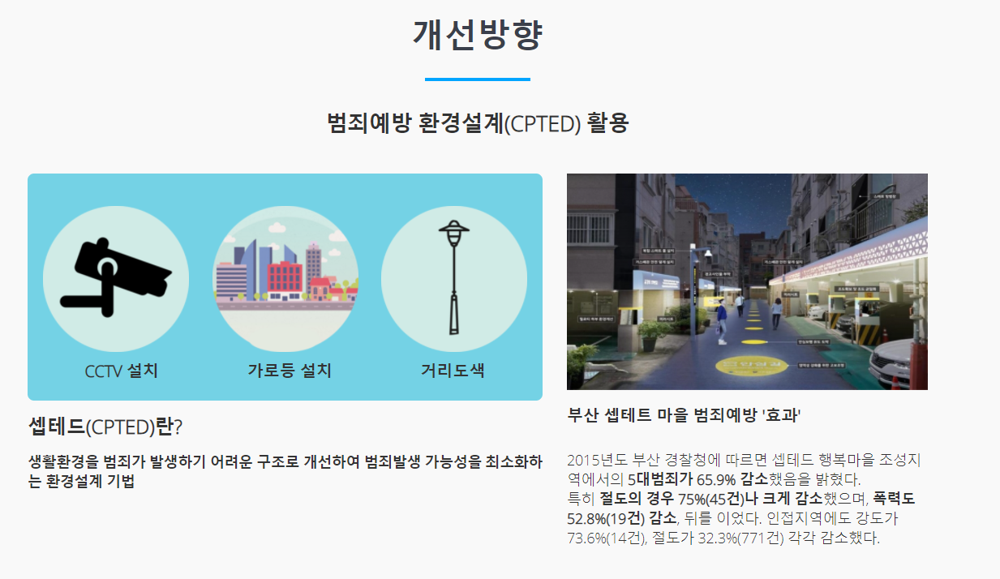 개선방향
범죄예방 환경설계(CPTED) 활용
CCTV 설치
가로등 설치
거리도색
셉테드(CPTED)란?
생활환경을 범죄가 발생하기 어려운 구조로 개선하여 범죄발생 가능성을 최소화하
는 환경설계 기법
부산 셉테트 마을 범죄예방 '효과'
2015년도 부산 경찰청에 따르면 셉테드 행복마을 조성지
역에서의 5대범죄가 65.9% 감소했음을 밝혔다.
특히 절도의 경우 75%(45건)나 크게 감소했으며, 폭력도
52.8%(19건) 감소, 뒤를 이었다. 인접지역에도 강도가
73.6%(14건), 절도가 32.3%(771건) 각각 감소했다.